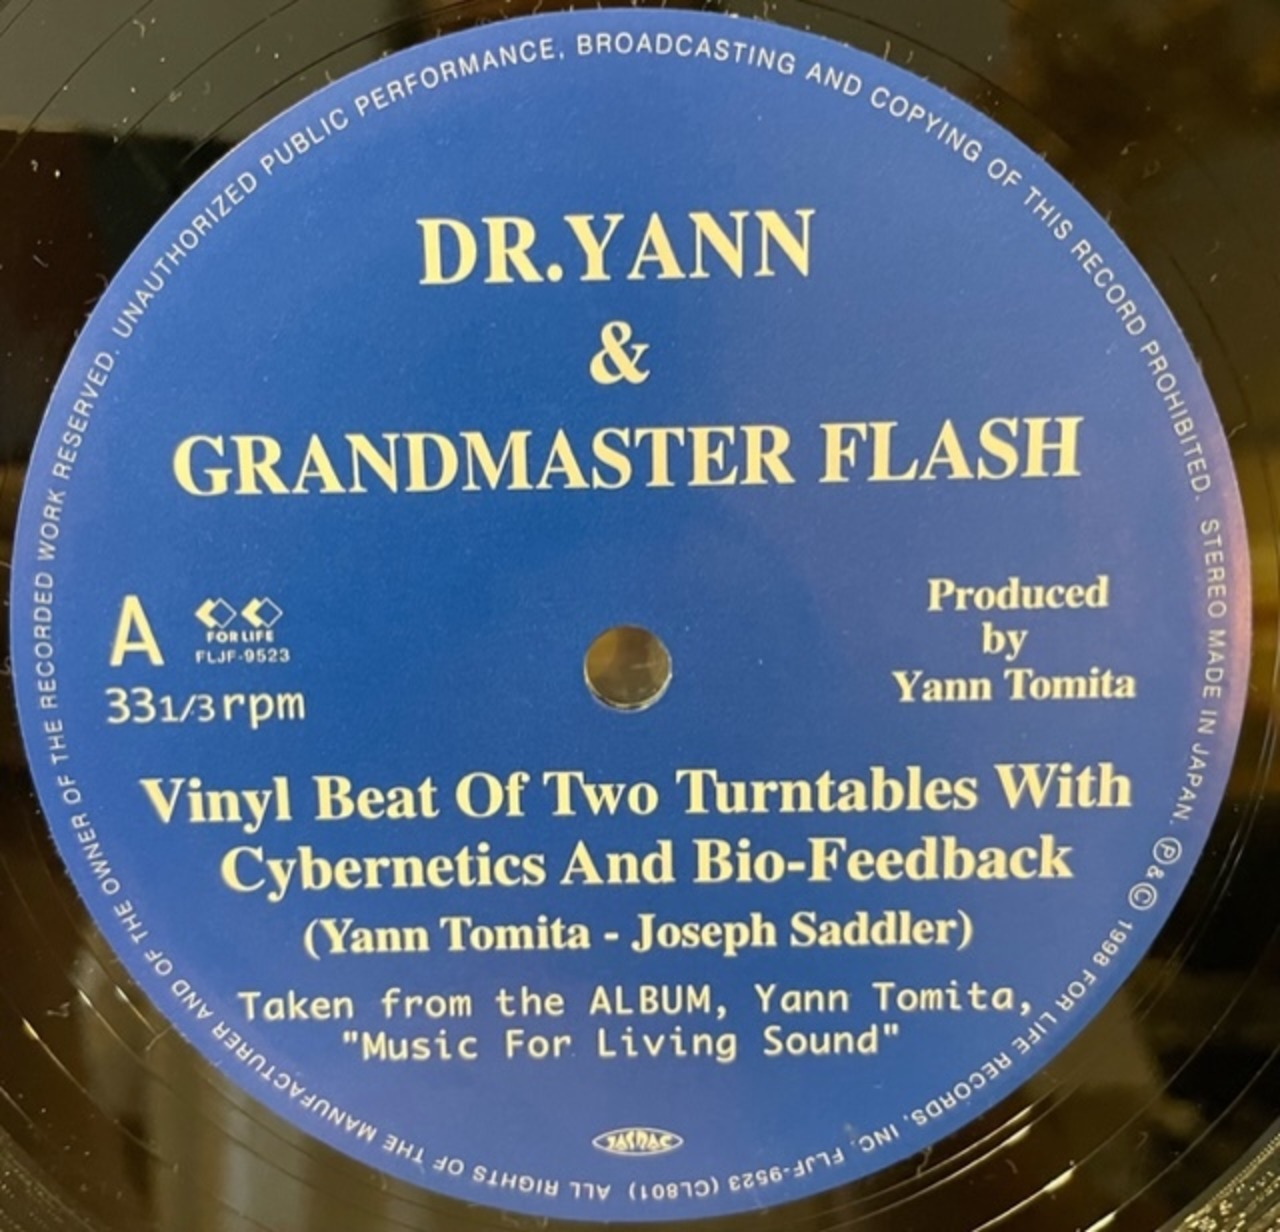 DR.YANN
&
GRANDMASTER FLASH
A
FOR LIFE
FLJF-9523
33 1/3 rpm
Produced
by
Yann Tomita
Vinyl Beat Of Two Turntables With
Cybernetics And Bio-Feedback
(Yann Tomita - Joseph Saddler)
Taken from the ALBUM, Yann Tomita,
"Music For Living Sound"
JASRAC
ALL RIGHTS OF THE MANUFACTURER AND OF THE OWNER OF THE RECORDED WORK RESERVED. UNAUTHORIZED PUBLIC PERFORMANCE, BROADCASTING AND COPYING OF THIS RECORD PROHIBITED. STEREO MADE IN JAPAN. ℗&© 1998 FOR LIFE RECORDS, INC. FLJF-9523 (CL801)